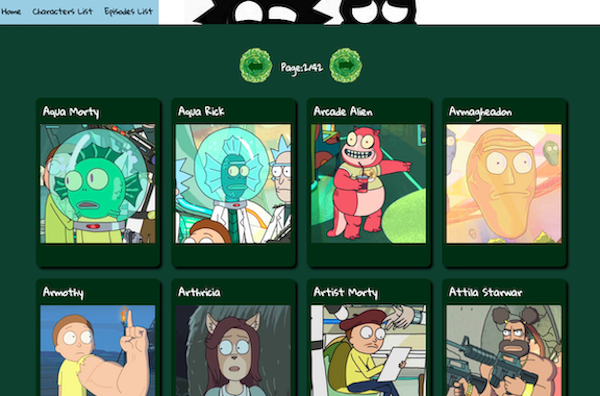 Home Characters List Episodes List
Page:2/42
Aqua Morty Aqua Rick Arcade Alien Armagheadon
Armothy Arthricia Artist Morty Attila Starwar